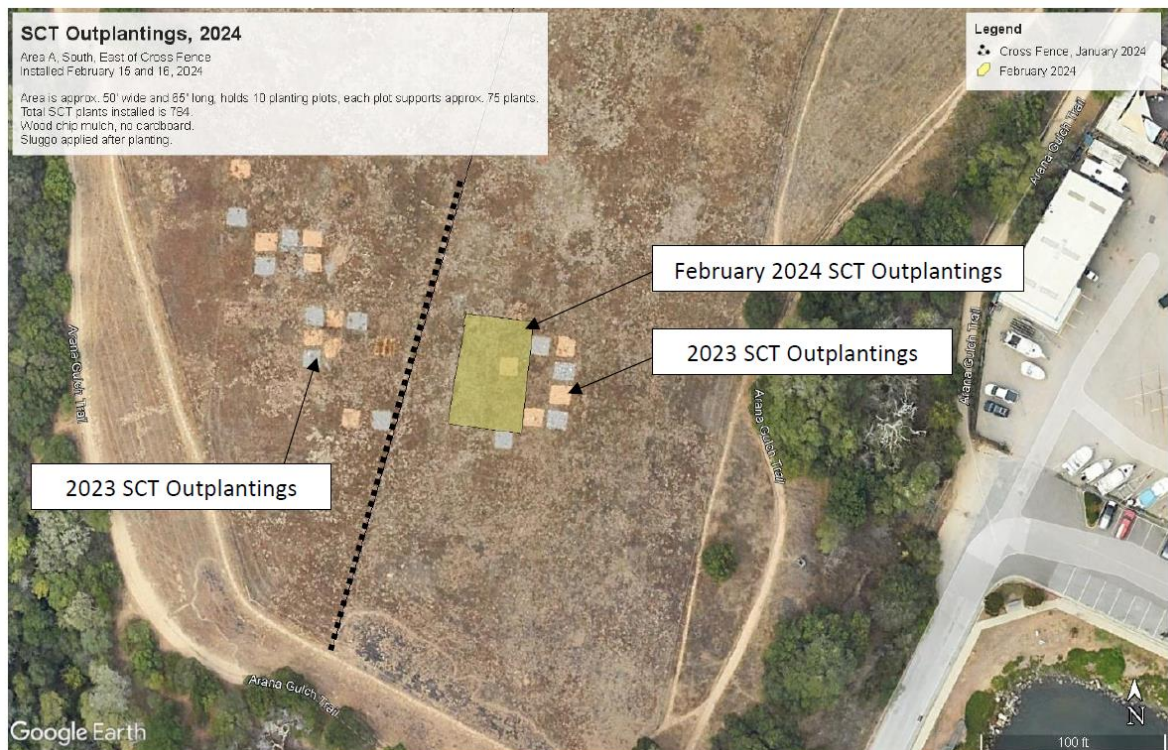 SCT Outplantings, 2024
Area A, South, East of Cross Fence
Installed February 15 and 16, 2024
Area is approx. 50' wide and 65' long, holds 10 planting plots, each plot supports approx. 75 plants.
Total SCT plants installed is 764.
Wood chip mulch, no cardboard.
Sluggo applied after planting.
Legend
Cross Fence, January 2024
February 2024
Arana Gulch Trail
February 2024 SCT Outplantings
2023 SCT Outplantings
Arana Gulch Trail
Arana Gulch Trail
Arana Gulch Trail
2023 SCT Outplantings
Arana Gulch Trail
Google Earth
N
100 ft